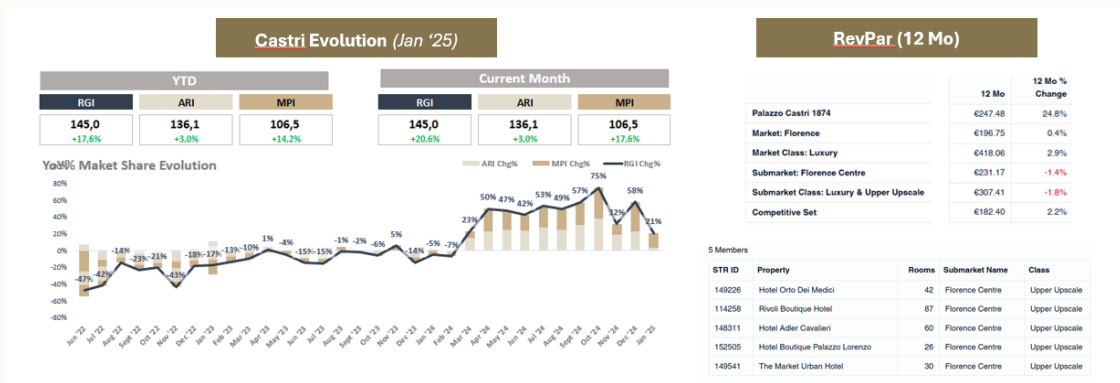 Castri Evolution (Jan '25)
RevPar (12 Mo)
YTD
Current Month
RGI ARI MPI
RGI ARI MPI
145,0 136,1 106,5
+17,6% +3,0% +14,2%
145,0 136,1 106,5
+20,6% +3,0% +17,6%
YoY% Maket Share Evolution
ARI Chg% MPI Chg% RGI Chg%
80%
60%
40%
20%
0%
-20%
-40%
-60%
-80%
-47% -42% -14% -23% -21% -43% -18% -17% -13% -10% 1% -4% -15% -15% -1% -2% -6% 5% -14% -5% -7% 23% 50% 47% 42% 53% 49% 57% 75% 32% 58% 21%
Jun '22 Jul '22 Aug '22 Sept '22 Oct '22 Nov '22 Dec '22 Jan '23 Feb '23 Mar '23 Apr '23 May '23 Jun '23 Jul '23 Aug '23 Sept '23 Oct '23 Nov '23 Dec '23 Jan '24 Feb '24 Mar '24 Apr '24 May '24 Jun '24 Jul '24 Aug '24 Sept '24 Oct '24 Nov '24 Dec '24 Jan '25
12 Mo 12 Mo % Change
Palazzo Castri 1874 €247.48 24.8%
Market: Florence €196.75 0.4%
Market Class: Luxury €418.06 2.9%
Submarket: Florence Centre €231.17 -1.4%
Submarket Class: Luxury & Upper Upscale €307.41 -1.8%
Competitive Set €182.40 2.2%
5 Members
STR ID Property Rooms Submarket Name Class
149226 Hotel Orto Dei Medici 42 Florence Centre Upper Upscale
114258 Rivoli Boutique Hotel 87 Florence Centre Upper Upscale
148311 Hotel Adler Cavalieri 60 Florence Centre Upper Upscale
152505 Hotel Boutique Palazzo Lorenzo 26 Florence Centre Upper Upscale
149541 The Market Urban Hotel 30 Florence Centre Upper Upscale